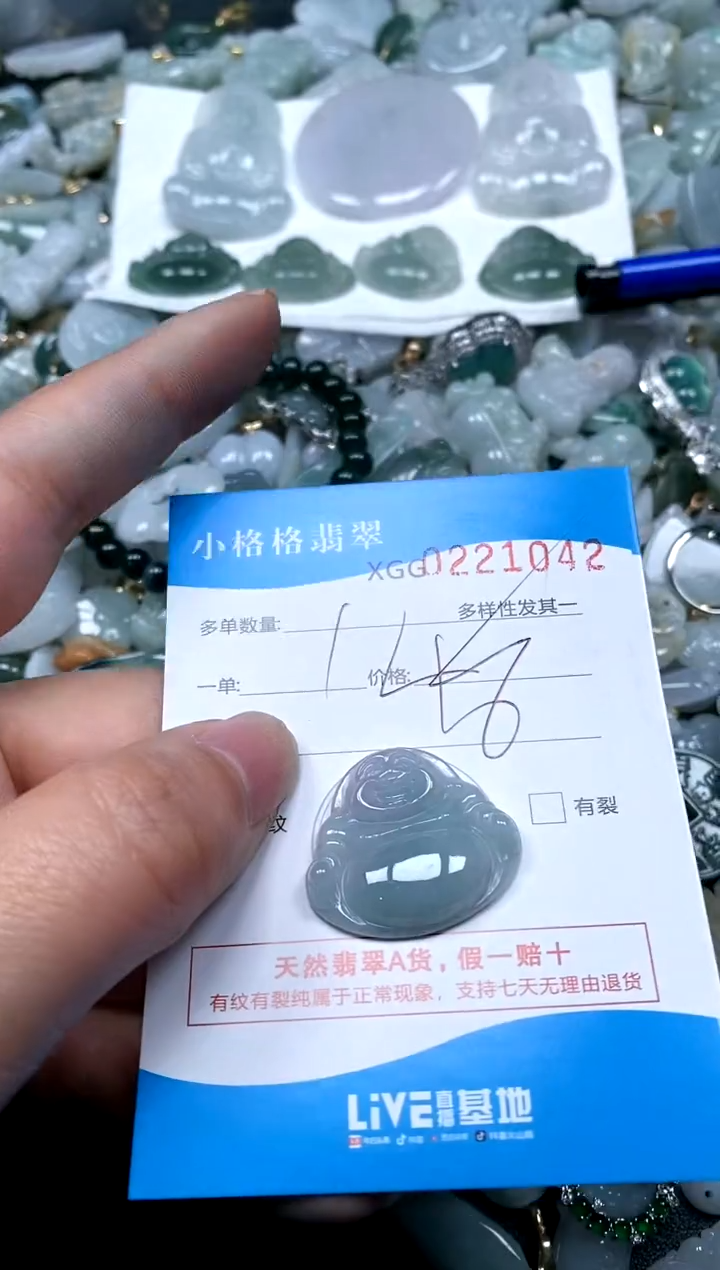 小格格翡翠
XGG0221042
多单数量: 多样性发其一
一单: 1 价格:
纹 有裂
天然翡翠A货，假一赔十
有纹有裂纯属于正常现象，支持七天无理由退货
LiVE直播基地